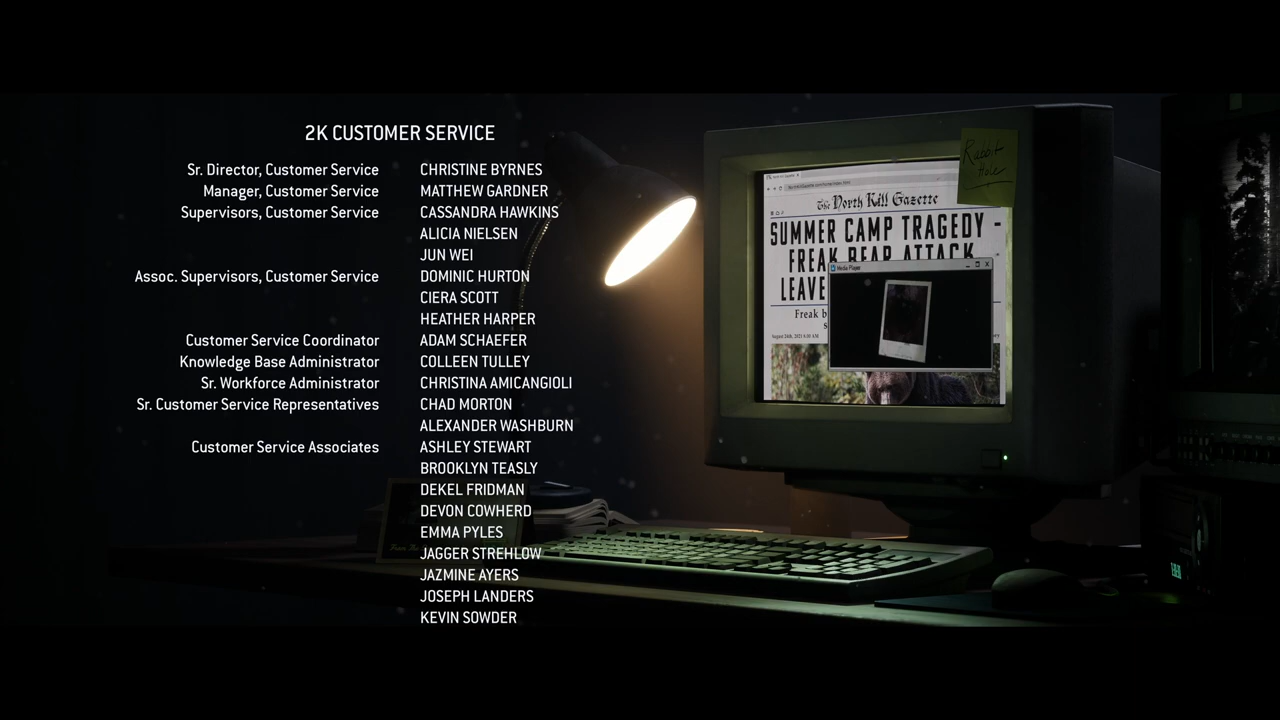 2K CUSTOMER SERVICE
Sr. Director, Customer Service CHRISTINE BYRNES
Manager, Customer Service MATTHEW GARDNER
Supervisors, Customer Service CASSANDRA HAWKINS
ALICIA NIELSEN
JUN WEI
Assoc. Supervisors, Customer Service DOMINIC HURTON
CIERA SCOTT
HEATHER HARPER
Customer Service Coordinator ADAM SCHAEFER
Knowledge Base Administrator COLLEEN TULLEY
Sr. Workforce Administrator CHRISTINA AMICANGIOLI
Sr. Customer Service Representatives CHAD MORTON
ALEXANDER WASHBURN
Customer Service Associates ASHLEY STEWART
BROOKLYN TEASLY
DEKEL FRIDMAN
DEVON COWHERD
EMMA PYLES
JAGGER STREHLOW
JAZMINE AYERS
JOSEPH LANDERS
KEVIN SOWDER
Rabbit
Hole
The North Kill Gazette
SUMMER CAMP TRAGEDY -
FREAK BEAR ATTACK
LEAVE
Media Player
Freak b
s